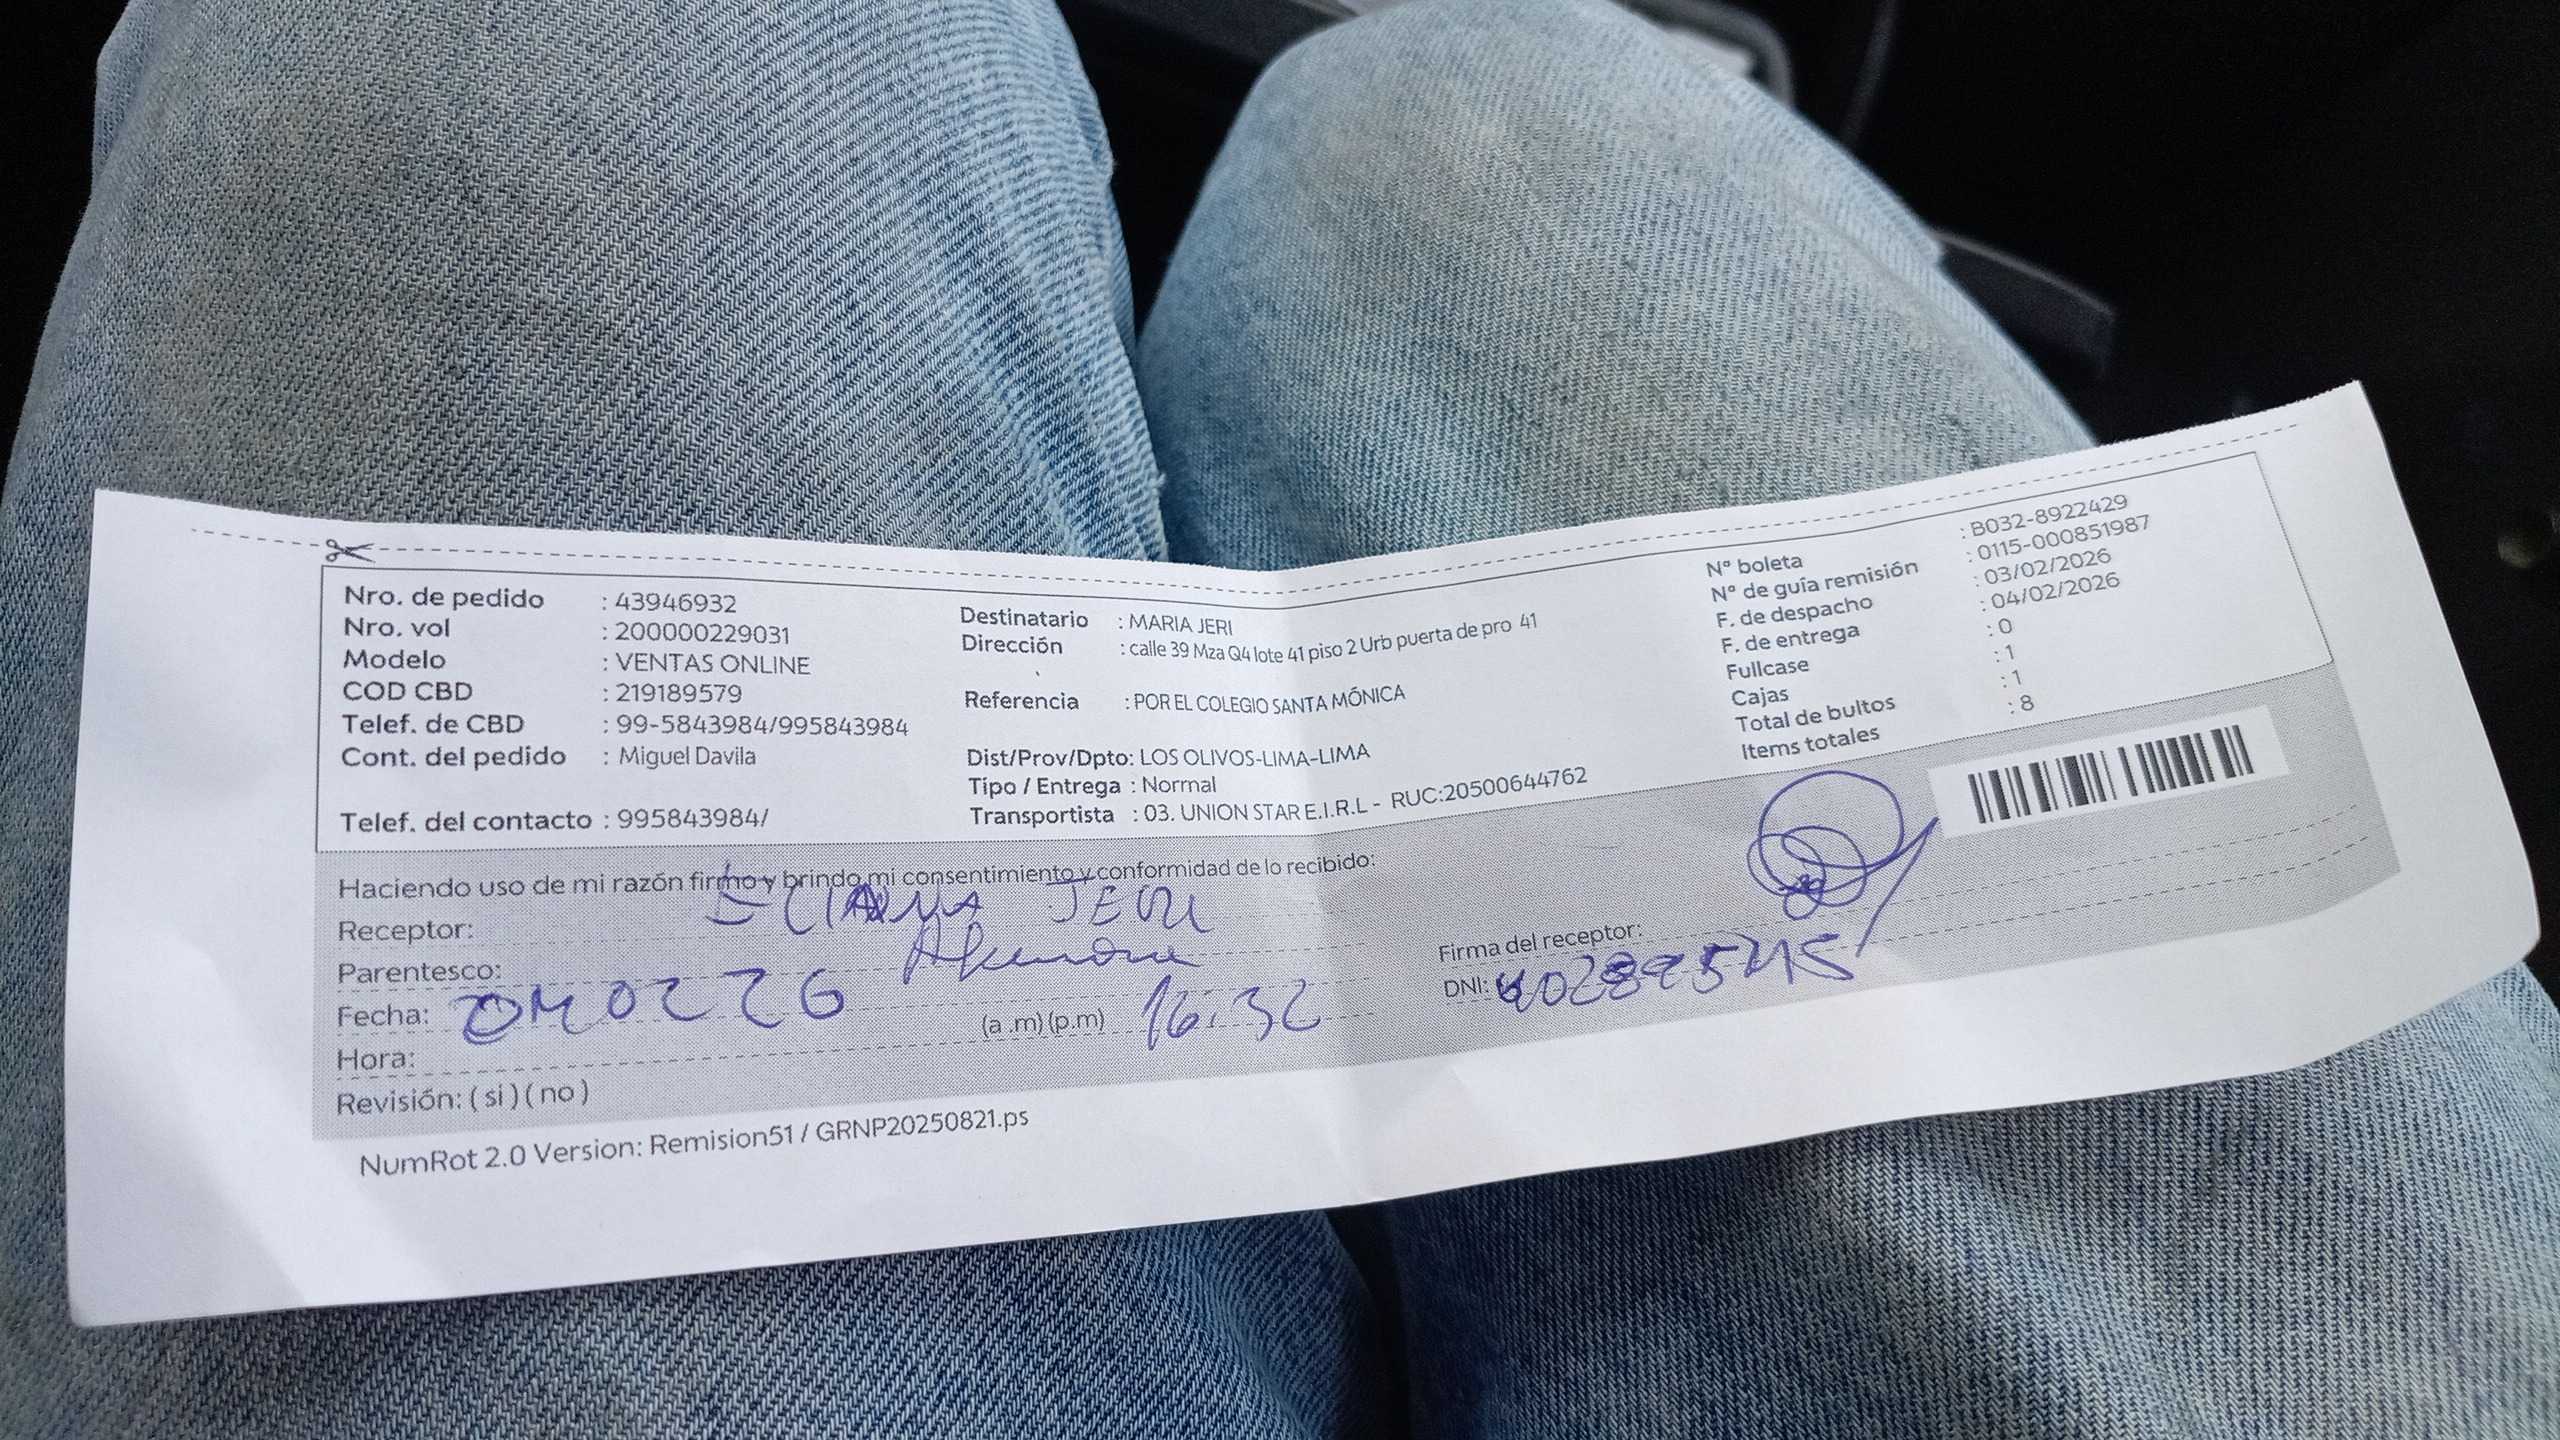 Nro. de pedido : 43946932
Nro. vol : 200000229031
Modelo : VENTAS ONLINE
COD CBD : 219189579
Telef. de CBD : 99-5843984/995843984
Cont. del pedido : Miguel Davila
Telef. del contacto : 995843984/
Destinatario : MARIA JERI
Dirección : calle 39 Mza Q4 lote 41 piso 2 Urb puerta de pro 41
Referencia : POR EL COLEGIO SANTA MÓNICA
Dist/Prov/Dpto: LOS OLIVOS-LIMA-LIMA
Tipo / Entrega : Normal
Transportista : 03. UNION STAR E.I.R.L - RUC:20500644762
N° boleta : B032-8922429
N° de guía remisión : 0115-000851987
F. de despacho : 03/02/2026
F. de entrega : 04/02/2026
Fullcase : 0
Cajas : 1
Total de bultos : 1
Items totales : 8
Haciendo uso de mi razón firmo y brindo mi consentimiento y conformidad de lo recibido:
Receptor: JERI
Parentesco:
Fecha: 040226
Hora: (a .m) (p.m) 16:32
Revisión: ( si ) ( no )
Firma del receptor:
DNI:
NumRot 2.0 Version: Remision51 / GRNP20250821.ps